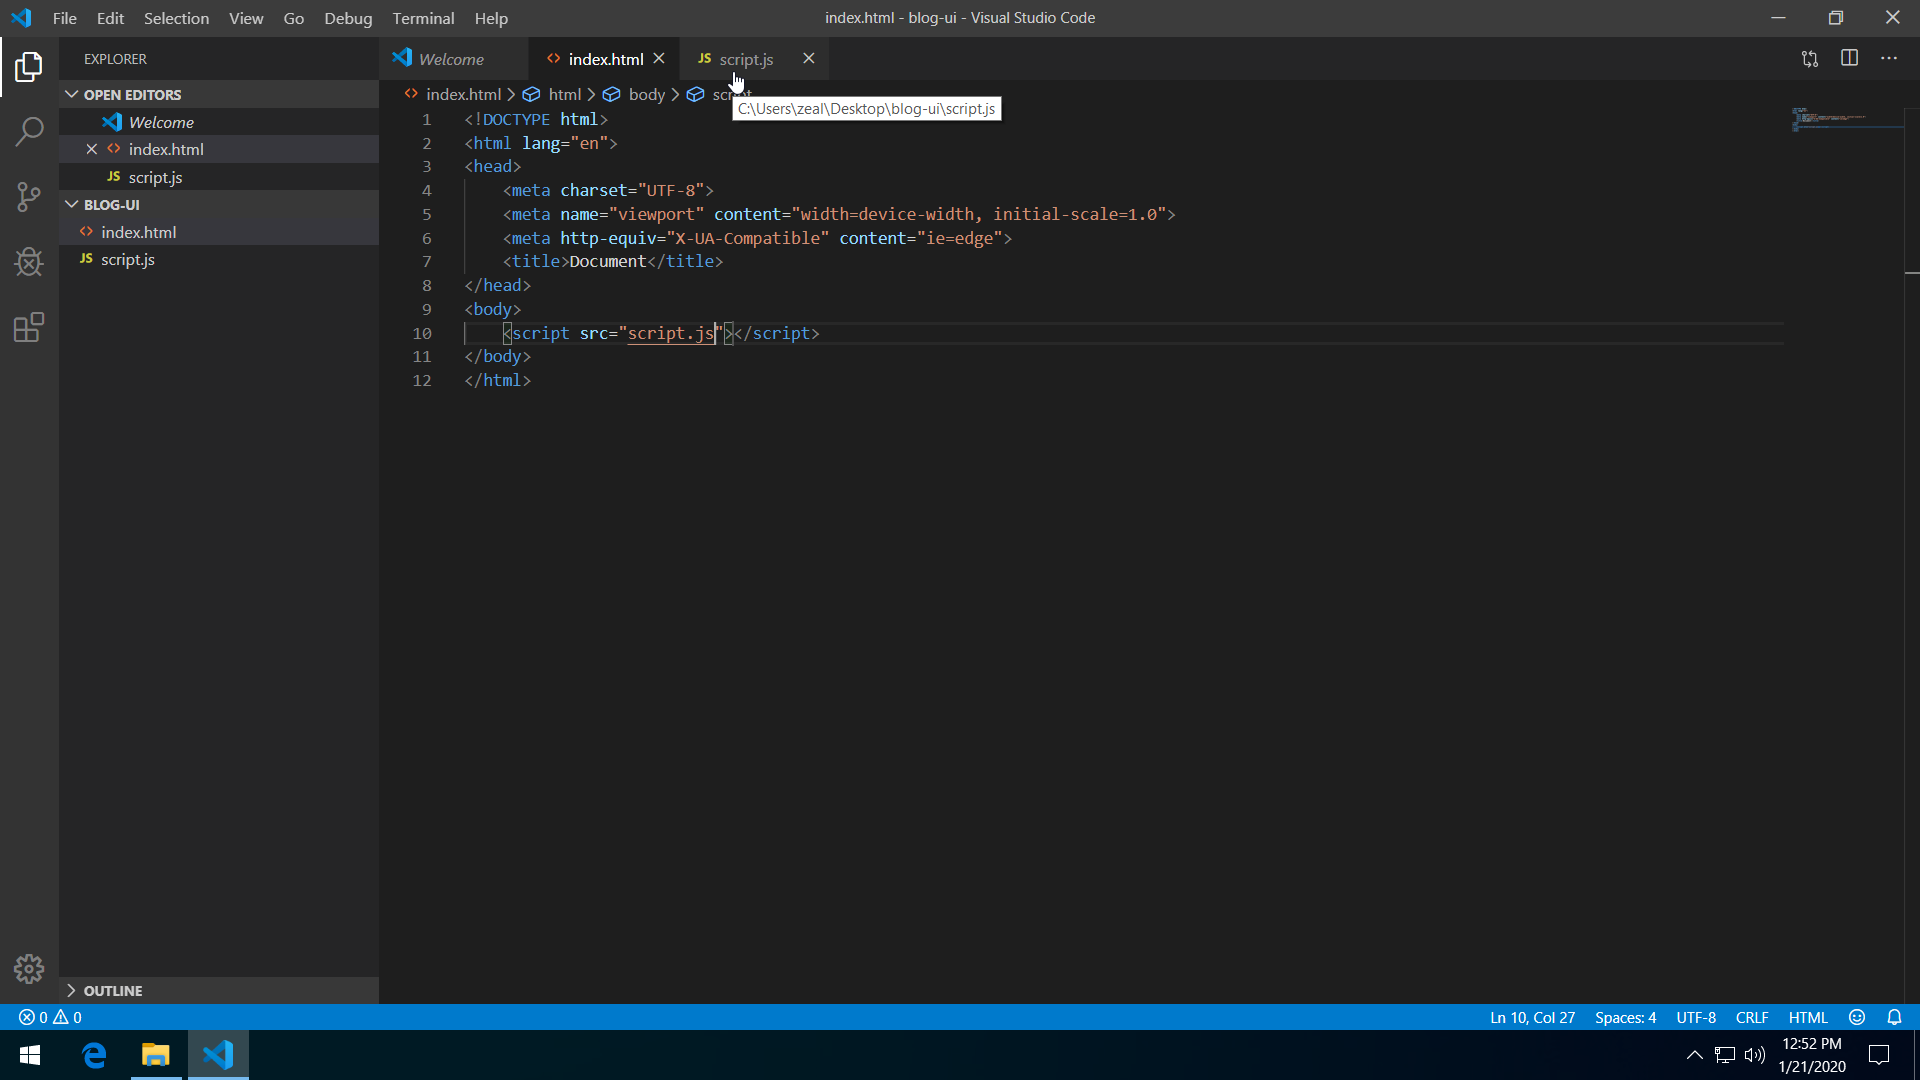 File Edit Selection View Go Debug Terminal Help
index.html - blog-ui - Visual Studio Code
EXPLORER
Welcome
index.html
JS script.js
OPEN EDITORS
Welcome
index.html
JS script.js
BLOG-UI
index.html
JS script.js
OUTLINE
index.html > html > body > script
C:\Users\zeal\Desktop\blog-ui\script.js
1 <!DOCTYPE html>
2 <html lang="en">
3 <head>
4 <meta charset="UTF-8">
5 <meta name="viewport" content="width=device-width, initial-scale=1.0">
6 <meta http-equiv="X-UA-Compatible" content="ie=edge">
7 <title>Document</title>
8 </head>
9 <body>
10 <script src="script.js"></script>
11 </body>
12 </html>
0 0
Ln 10, Col 27 Spaces: 4 UTF-8 CRLF HTML
12:52 PM
1/21/2020